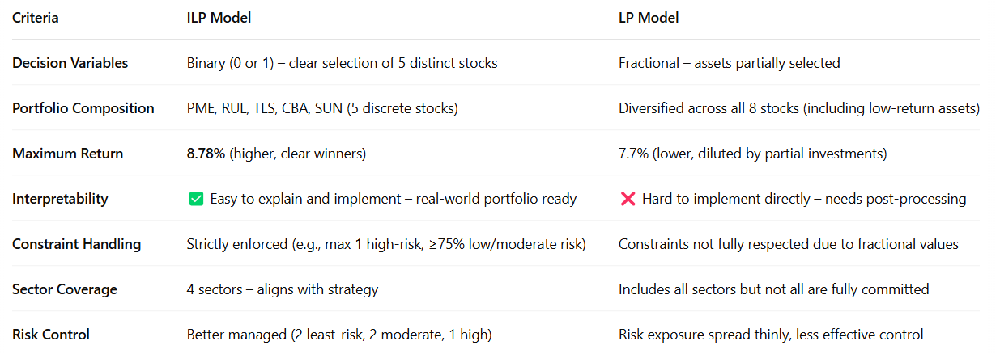 Criteria ILP Model LP Model
Decision Variables Binary (0 or 1) – clear selection of 5 distinct stocks Fractional – assets partially selected
Portfolio Composition PME, RUL, TLS, CBA, SUN (5 discrete stocks) Diversified across all 8 stocks (including low-return assets)
Maximum Return 8.78% (higher, clear winners) 7.7% (lower, diluted by partial investments)
Interpretability ✅ Easy to explain and implement – real-world portfolio ready ❌ Hard to implement directly – needs post-processing
Constraint Handling Strictly enforced (e.g., max 1 high-risk, ≥75% low/moderate risk) Constraints not fully respected due to fractional values
Sector Coverage 4 sectors – aligns with strategy Includes all sectors but not all are fully committed
Risk Control Better managed (2 least-risk, 2 moderate, 1 high) Risk exposure spread thinly, less effective control